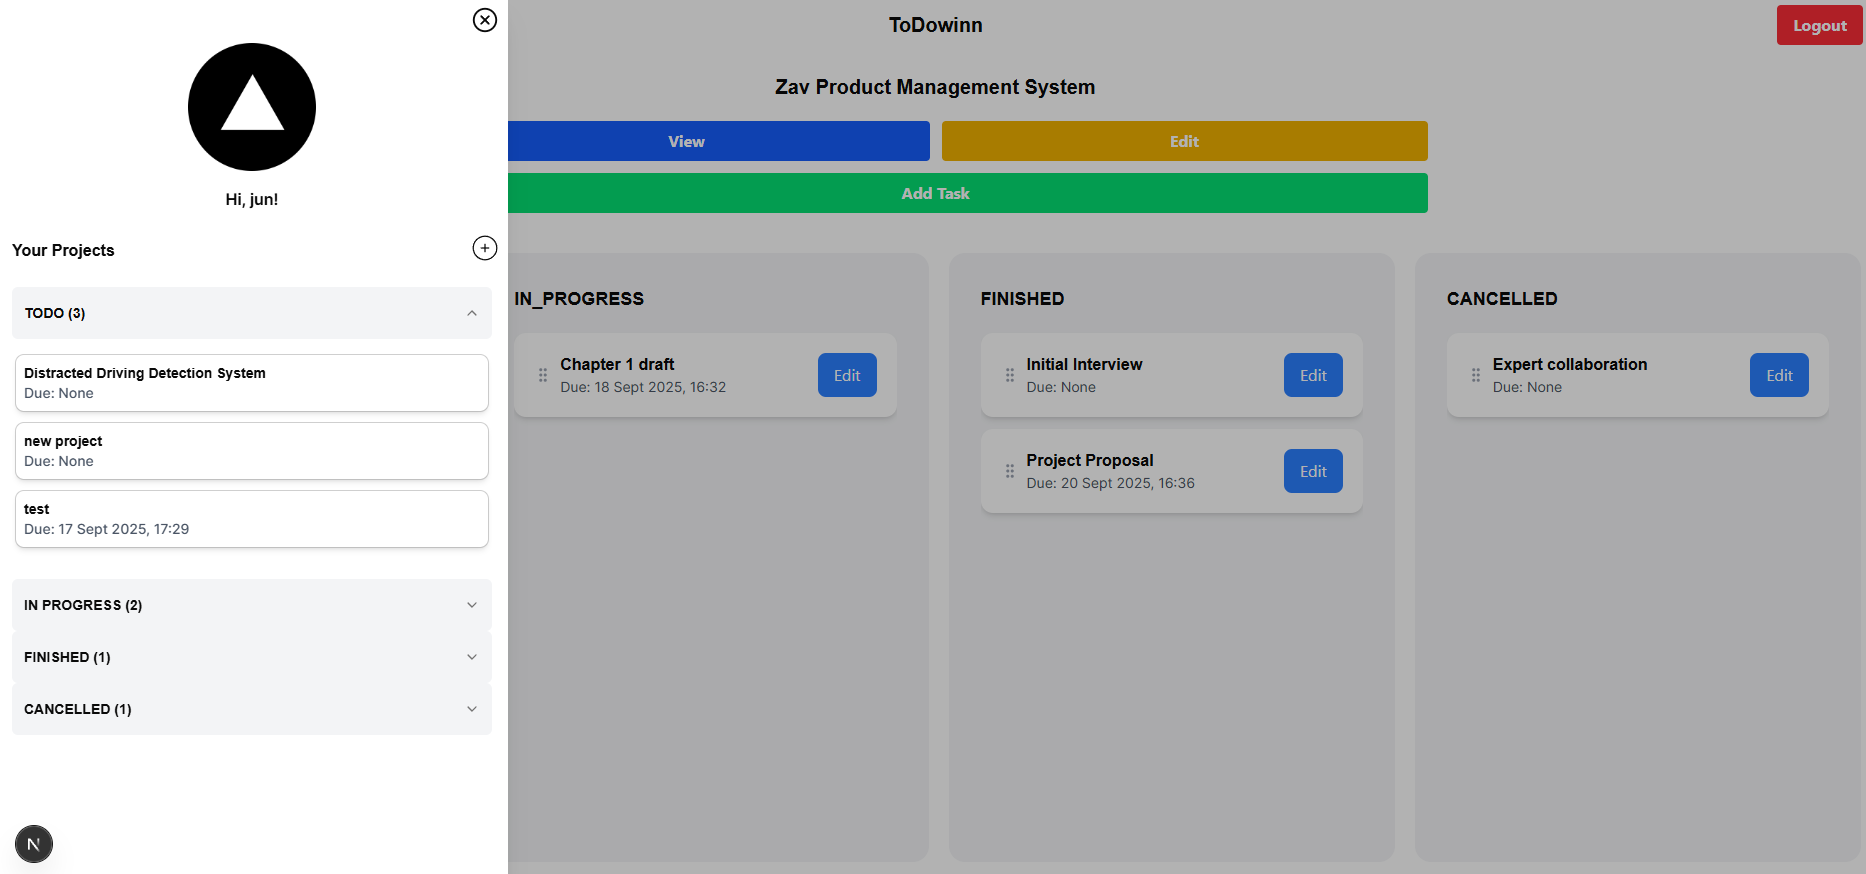 Hi, jun!
Your Projects
TODO (3)
Distracted Driving Detection System
Due: None
new project
Due: None
test
Due: 17 Sept 2025, 17:29
IN PROGRESS (2)
FINISHED (1)
CANCELLED (1)
N
ToDowinn
Logout
Zav Product Management System
View
Edit
Add Task
IN_PROGRESS
Chapter 1 draft
Due: 18 Sept 2025, 16:32
Edit
FINISHED
Initial Interview
Due: None
Edit
Project Proposal
Due: 20 Sept 2025, 16:36
Edit
CANCELLED
Expert collaboration
Due: None
Edit